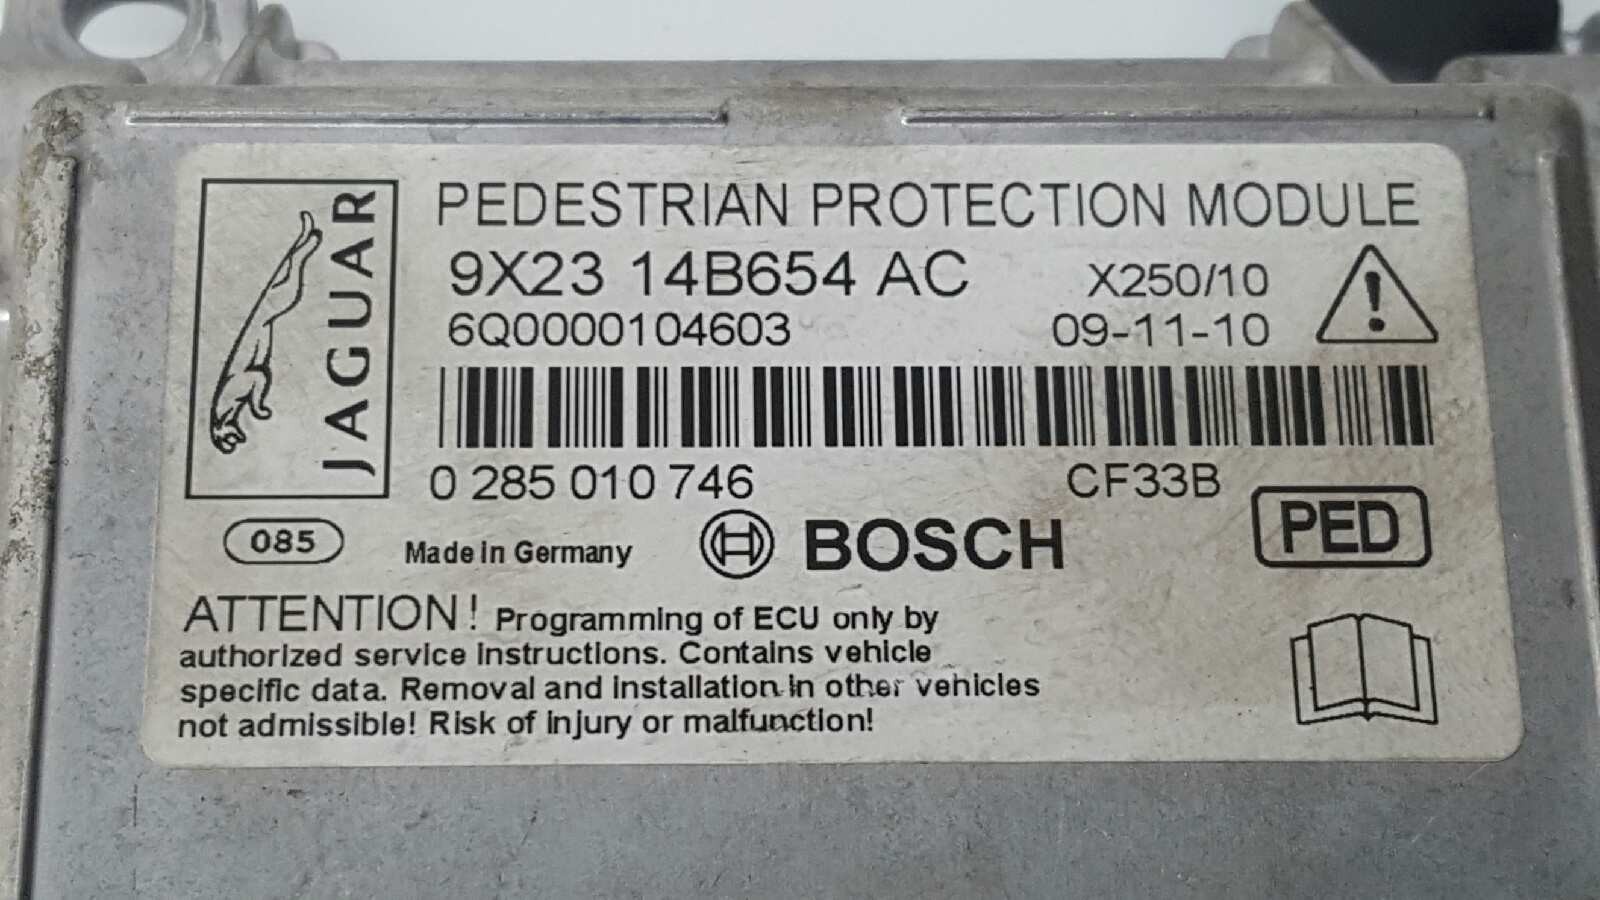 JAGUAR
PEDESTRIAN PROTECTION MODULE
9X23 14B654 AC X250/10
6Q0000104603 09-11-10
0 285 010 746 CF33B
085 Made in Germany BOSCH PED
ATTENTION! Programming of ECU only by
authorized service instructions. Contains vehicle
specific data. Removal and installation in other vehicles
not admissible! Risk of injury or malfunction!